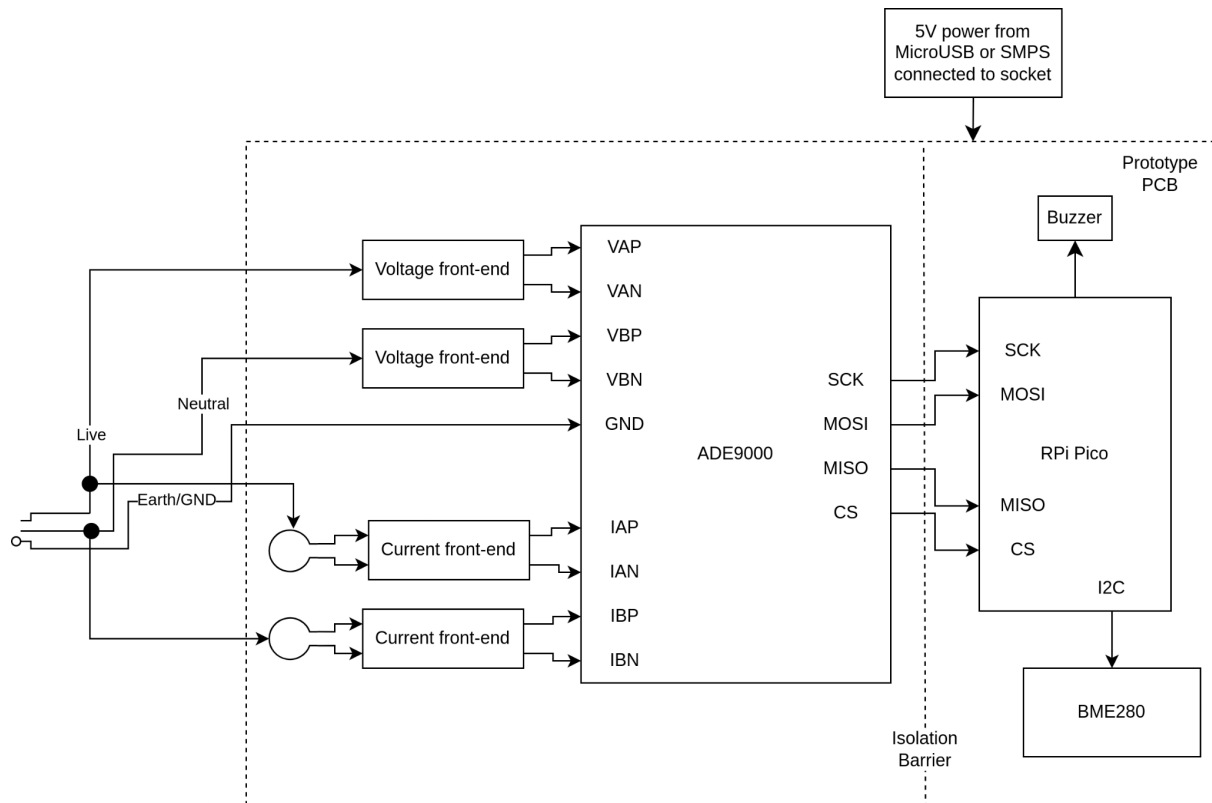 5V power from
MicroUSB or SMPS
connected to socket
Prototype
PCB
Buzzer
Voltage front-end
VAP
VAN
Voltage front-end
VBP
VBN
Neutral
Live
GND
Earth/GND
ADE9000
SCK
MOSI
MISO
CS
SCK
MOSI
RPi Pico
MISO
CS
I2C
Current front-end
IAP
IAN
Current front-end
IBP
IBN
BME280
Isolation
Barrier